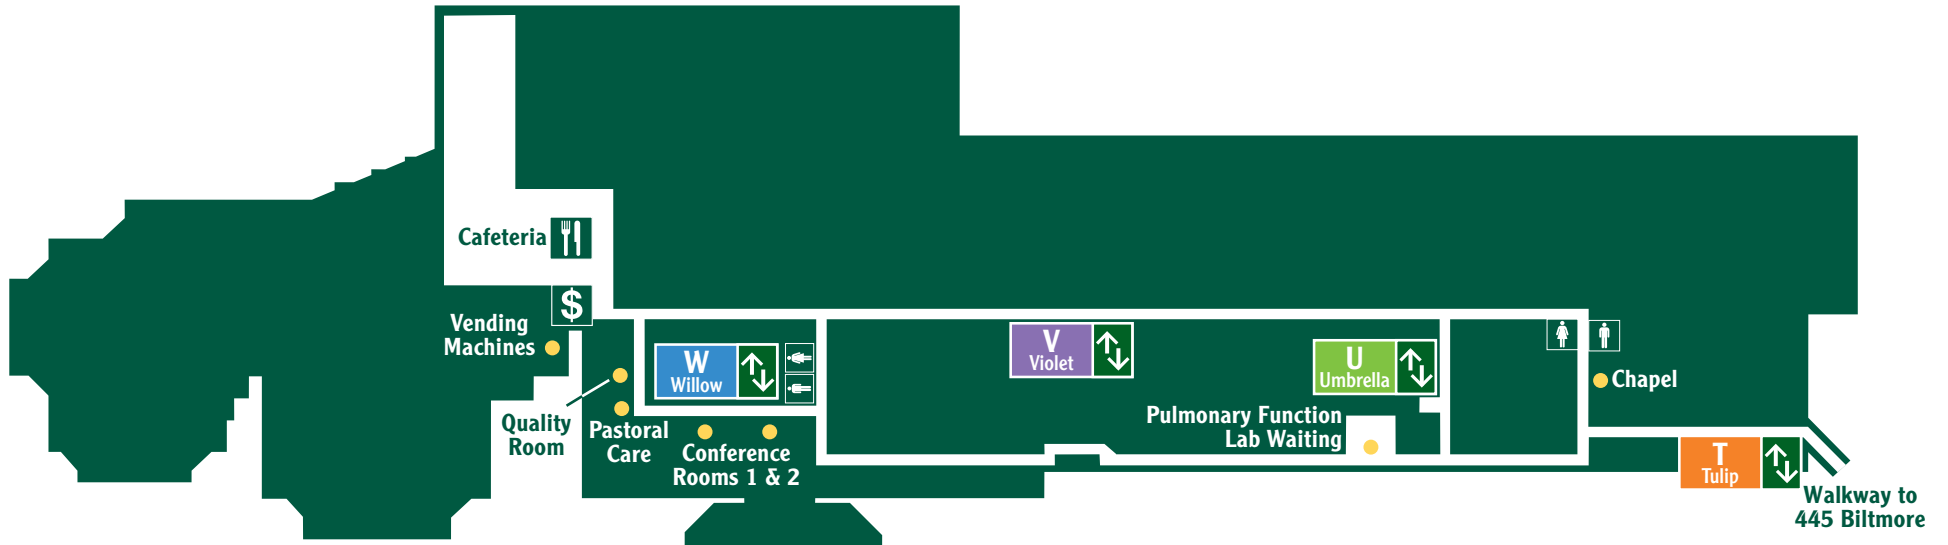 Cafeteria
$
Vending
Machines
Quality
Room
Pastoral
Care
W
Willow
Conference
Rooms 1 & 2
V
Violet
U
Umbrella
Pulmonary Function
Lab Waiting
Chapel
T
Tulip
Walkway to
445 Biltmore